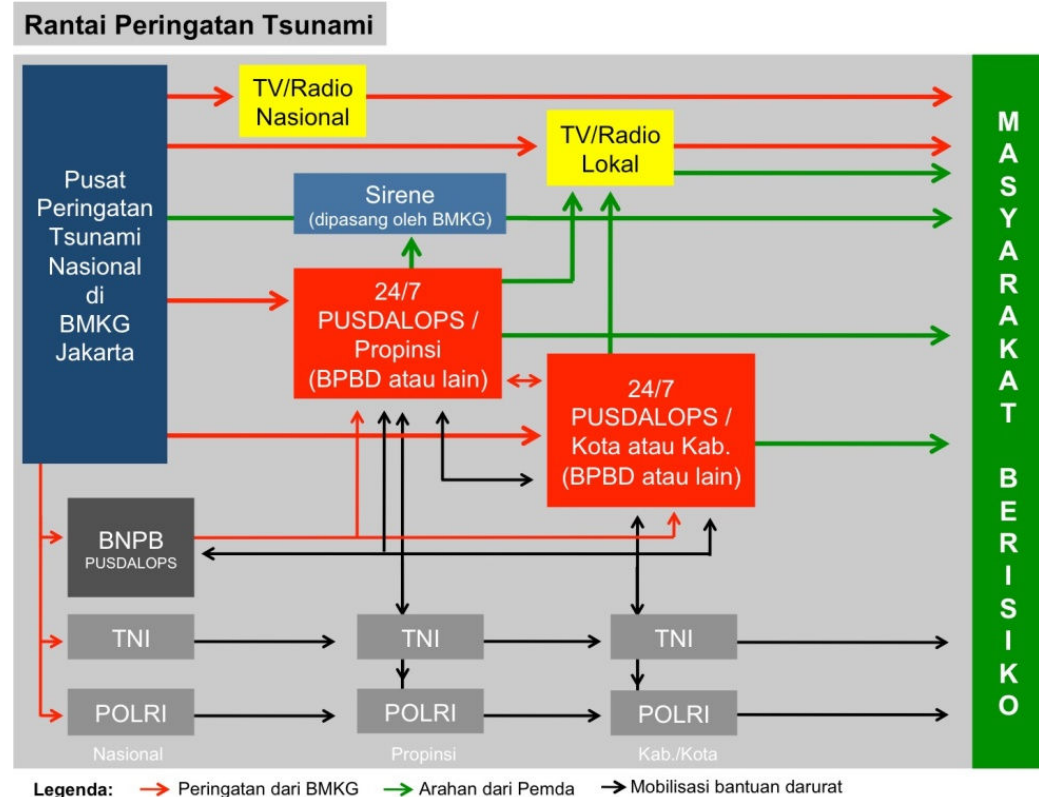 Rantai Peringatan Tsunami
Pusat
Peringatan
Tsunami
Nasional
di
BMKG
Jakarta
TV/Radio
Nasional
TV/Radio
Lokal
Sirene
(dipasang oleh BMKG)
24/7
PUSDALOPS /
Propinsi
(BPBD atau lain)
24/7
PUSDALOPS /
Kota atau Kab.
(BPBD atau lain)
BNPB
PUSDALOPS
TNI
TNI
TNI
POLRI
POLRI
POLRI
Nasional
Propinsi
Kab./Kota
MASYARAKAT BERISIKO
Legenda: Peringatan dari BMKG Arahan dari Pemda Mobilisasi bantuan darurat